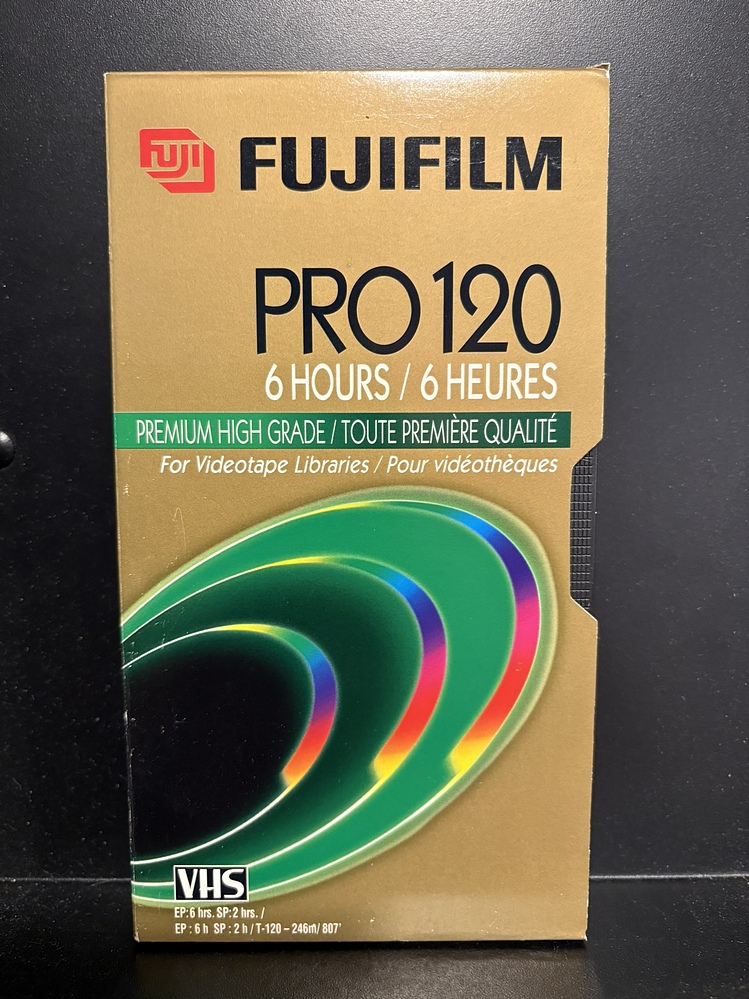 FUJI
FUJIFILM
PRO 120
6 HOURS / 6 HEURES
PREMIUM HIGH GRADE / TOUTE PREMIÈRE QUALITÉ
For Videotape Libraries / Pour vidéothèques
VHS
EP: 6 hrs. SP: 2 hrs. /
EP : 6 h SP : 2 h / T-120 – 246m/ 807'